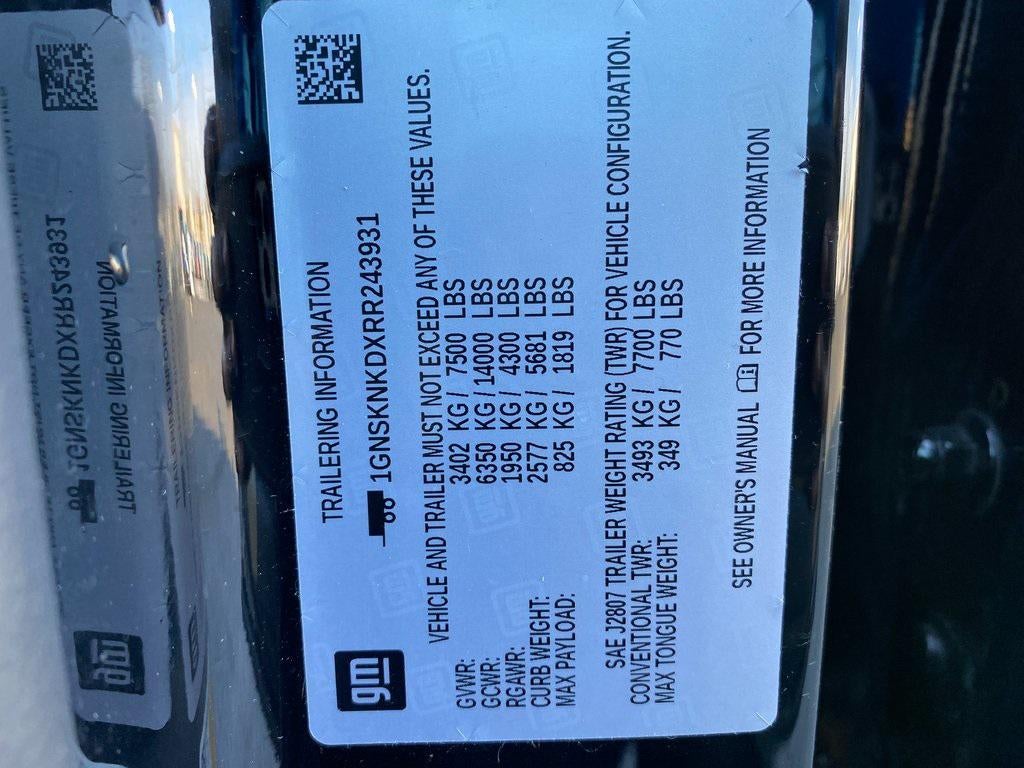 gm
TRAILERING INFORMATION
1GNSKNKDXRR243931
VEHICLE AND TRAILER MUST NOT EXCEED ANY OF THESE VALUES.
GVWR: 3402 KG / 7500 LBS
GCWR: 6350 KG / 14000 LBS
RGAWR: 1950 KG / 4300 LBS
CURB WEIGHT: 2577 KG / 5681 LBS
MAX PAYLOAD: 825 KG / 1819 LBS
SAE J2807 TRAILER WEIGHT RATING (TWR) FOR VEHICLE CONFIGURATION.
CONVENTIONAL TWR: 3493 KG / 7700 LBS
MAX TONGUE WEIGHT: 349 KG / 770 LBS
SEE OWNER'S MANUAL FOR MORE INFORMATION
gm
TRAILERING INFORMATION
1GNSKNKDXRR243931